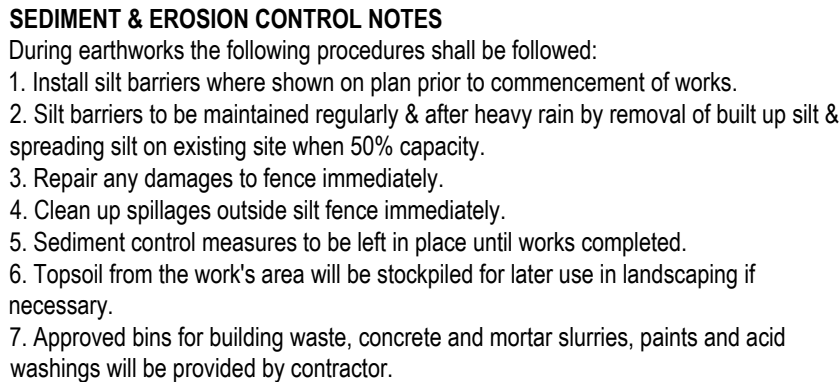 SEDIMENT & EROSION CONTROL NOTES
During earthworks the following procedures shall be followed:
1. Install silt barriers where shown on plan prior to commencement of works.
2. Silt barriers to be maintained regularly & after heavy rain by removal of built up silt &
spreading silt on existing site when 50% capacity.
3. Repair any damages to fence immediately.
4. Clean up spillages outside silt fence immediately.
5. Sediment control measures to be left in place until works completed.
6. Topsoil from the work's area will be stockpiled for later use in landscaping if
necessary.
7. Approved bins for building waste, concrete and mortar slurries, paints and acid
washings will be provided by contractor.